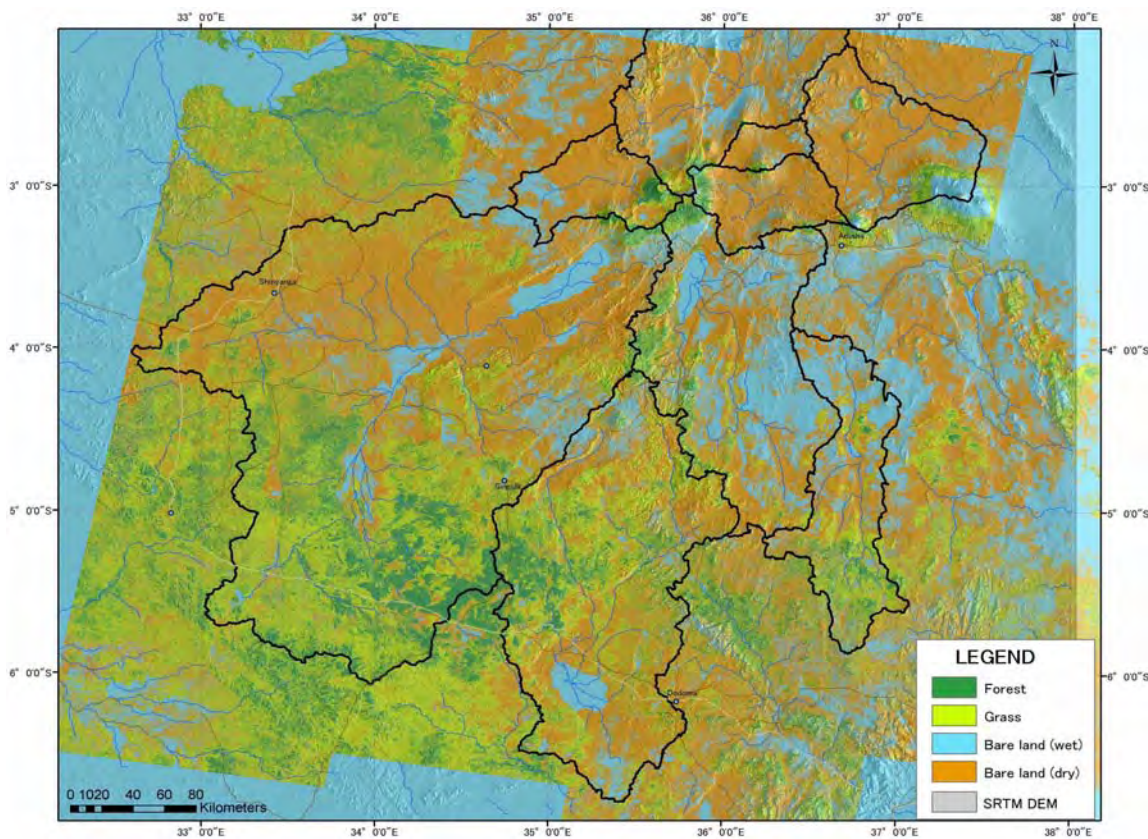 33° 0'0"E 34° 0'0"E 35° 0'0"E 36° 0'0"E 37° 0'0"E 38° 0'0"E
N
3° 0'0"S 3° 0'0"S
Arusha
Shinyanga
4° 0'0"S 4° 0'0"S
Singida
5° 0'0"S 5° 0'0"S
6° 0'0"S 6° 0'0"S
Dodoma
LEGEND
Forest
Grass
Bare land (wet)
Bare land (dry)
SRTM DEM
0 1020 40 60 80
Kilometers
33° 0'0"E 34° 0'0"E 35° 0'0"E 36° 0'0"E 37° 0'0"E 38° 0'0"E